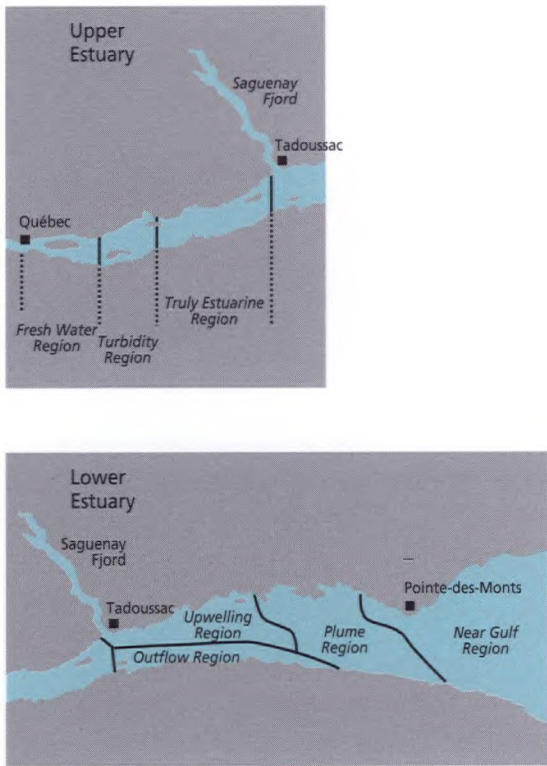 Upper
Estuary
Saguenay
Fjord
Tadoussac
Québec
Truly Estuarine
Region
Fresh Water
Region
Turbidity
Region
Lower
Estuary
Saguenay
Fjord
Tadoussac
Pointe-des-Monts
Upwelling
Region
Plume
Region
Near Gulf
Region
Outflow Region